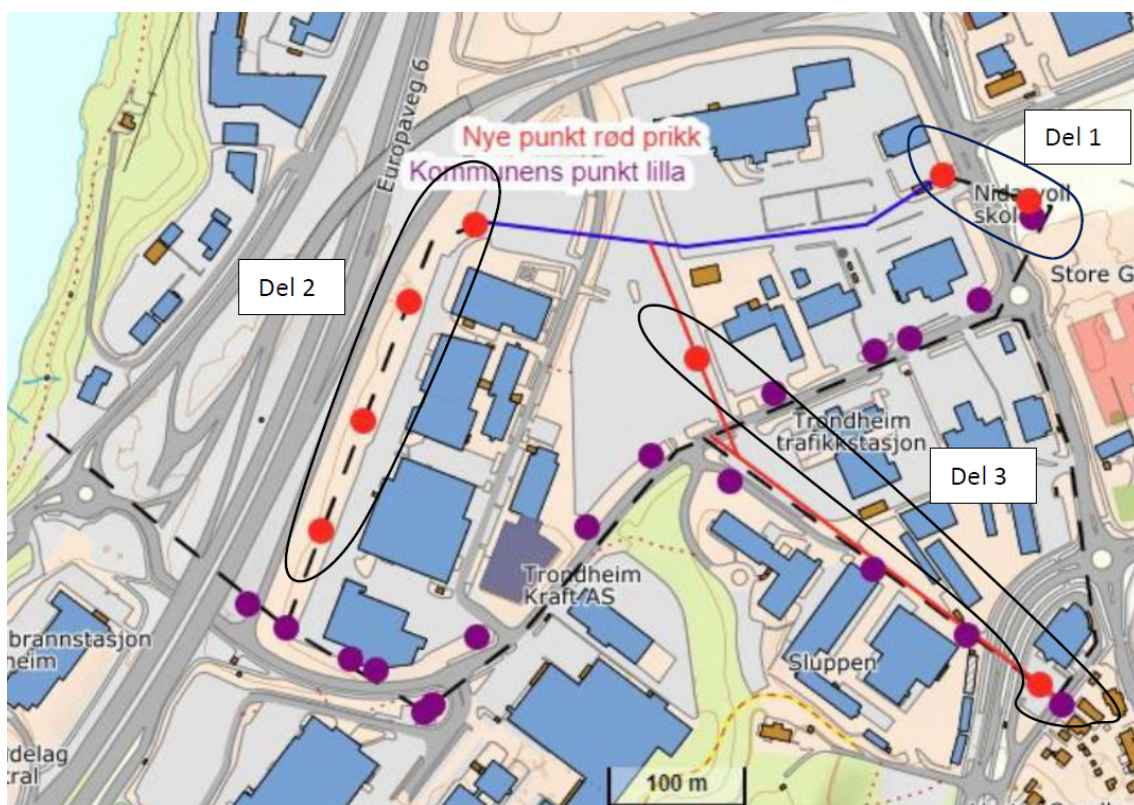 Europaveg 6
Nye punkt rød prikk
Kommunens punkt lilla
Del 1
Nidarvoll
skole
Store G
Del 2
Trondheim
trafikkstasjon
Del 3
Trondheim
Kraft AS
brannstasjon
heim
Sluppen
rdelag
tral
100 m